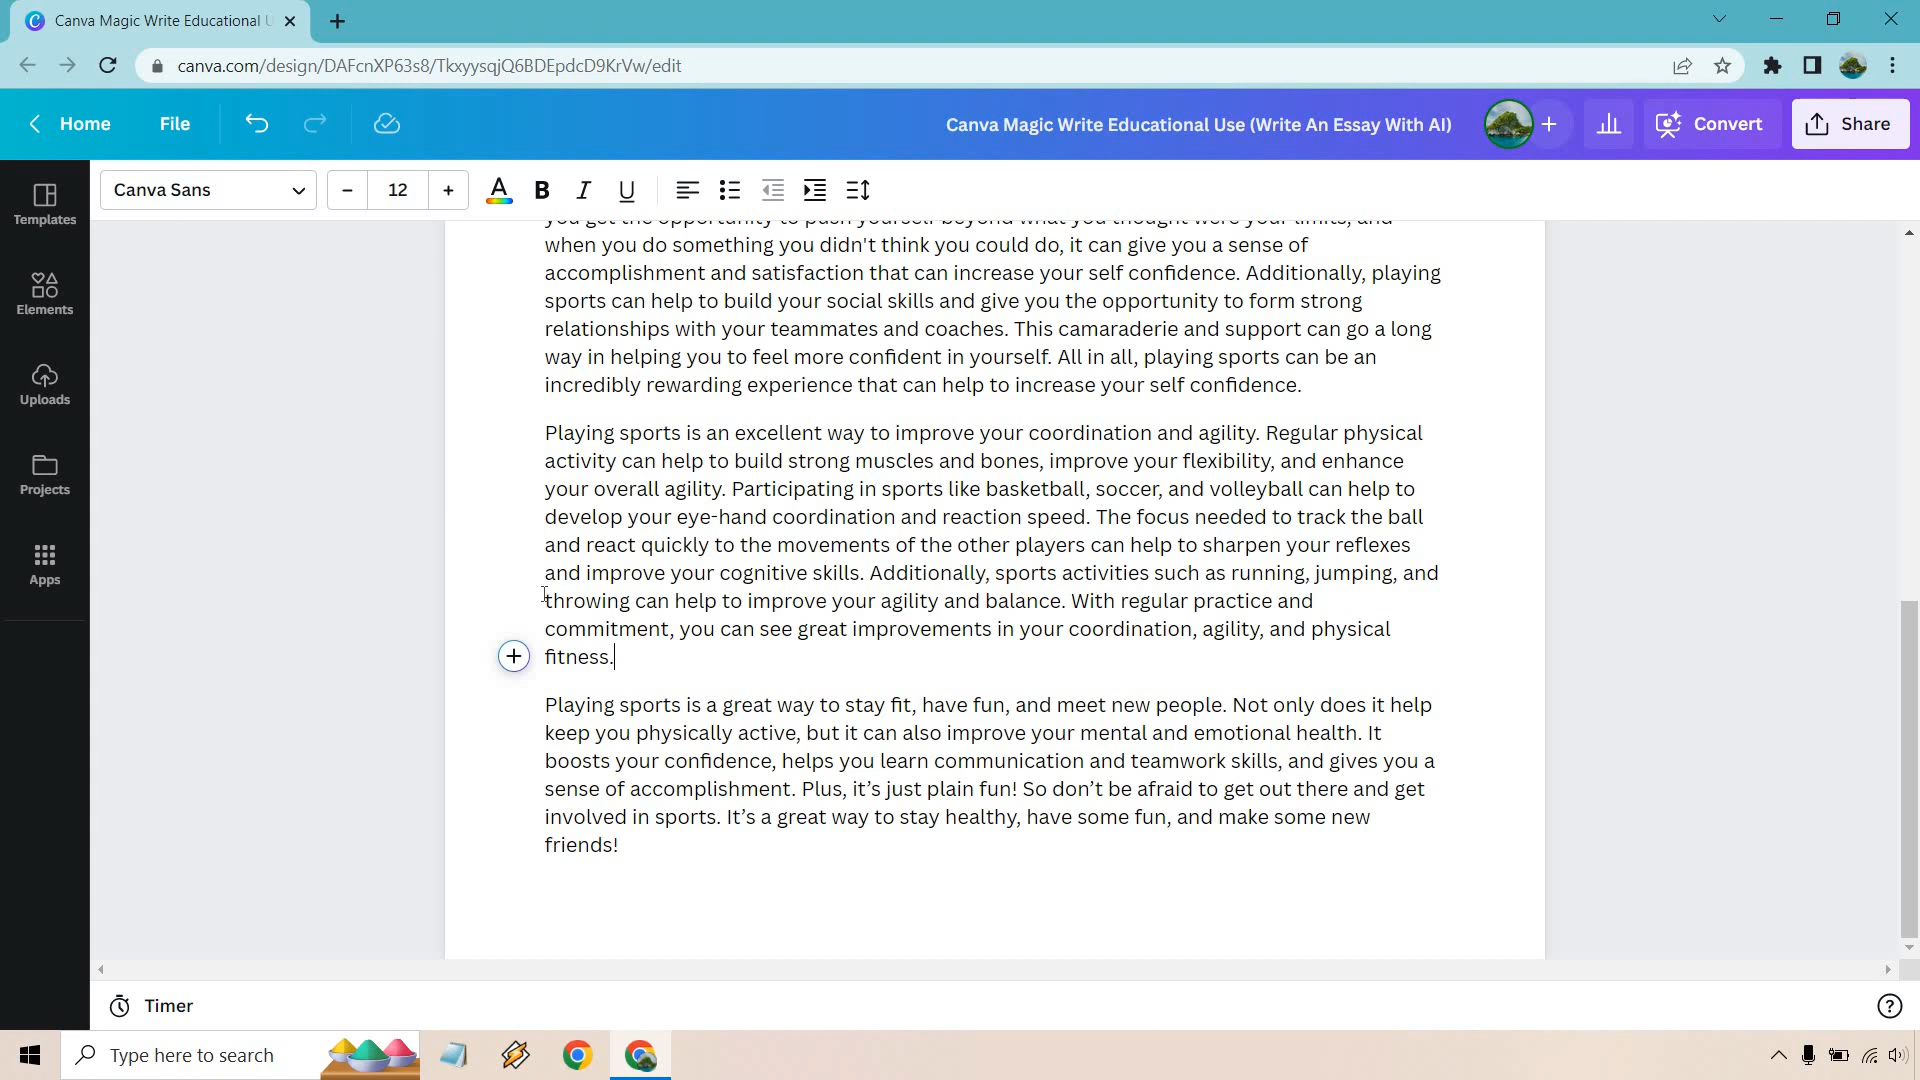 Canva Magic Write Educational U
canva.com/design/DAFcnXP63s8/TkxyysqjQ6BDEpdcD9KrVw/edit
Home
File
Canva Magic Write Educational Use (Write An Essay With AI)
Convert
Share
Canva Sans
12
Templates
Elements
Uploads
Projects
Apps
you get the opportunity to push yourself beyond what you thought were your limits, and
when you do something you didn't think you could do, it can give you a sense of
accomplishment and satisfaction that can increase your self confidence. Additionally, playing
sports can help to build your social skills and give you the opportunity to form strong
relationships with your teammates and coaches. This camaraderie and support can go a long
way in helping you to feel more confident in yourself. All in all, playing sports can be an
incredibly rewarding experience that can help to increase your self confidence.
Playing sports is an excellent way to improve your coordination and agility. Regular physical
activity can help to build strong muscles and bones, improve your flexibility, and enhance
your overall agility. Participating in sports like basketball, soccer, and volleyball can help to
develop your eye-hand coordination and reaction speed. The focus needed to track the ball
and react quickly to the movements of the other players can help to sharpen your reflexes
and improve your cognitive skills. Additionally, sports activities such as running, jumping, and
throwing can help to improve your agility and balance. With regular practice and
commitment, you can see great improvements in your coordination, agility, and physical
fitness.
Playing sports is a great way to stay fit, have fun, and meet new people. Not only does it help
keep you physically active, but it can also improve your mental and emotional health. It
boosts your confidence, helps you learn communication and teamwork skills, and gives you a
sense of accomplishment. Plus, it’s just plain fun! So don’t be afraid to get out there and get
involved in sports. It’s a great way to stay healthy, have some fun, and make some new
friends!
Timer
Type here to search